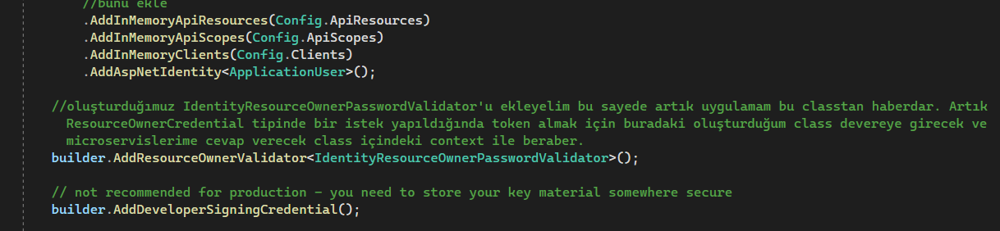 //bunu ekle
.AddInMemoryApiResources(Config.ApiResources)
.AddInMemoryApiScopes(Config.ApiScopes)
.AddInMemoryClients(Config.Clients)
.AddAspNetIdentity<ApplicationUser>();
//oluşturduğımuz IdentityResourceOwnerPasswordValidator'u ekleyelim bu sayede artık uygulamam bu classtan haberdar. Artık
ResourceOwnerCredential tipinde bir istek yapıldığında token almak için buradaki oluşturduğum class devereye girecek ve
microservislerime cevap verecek class içindeki context ile beraber.
builder.AddResourceOwnerValidator<IdentityResourceOwnerPasswordValidator>();
// not recommended for production – you need to store your key material somewhere secure
builder.AddDeveloperSigningCredential();